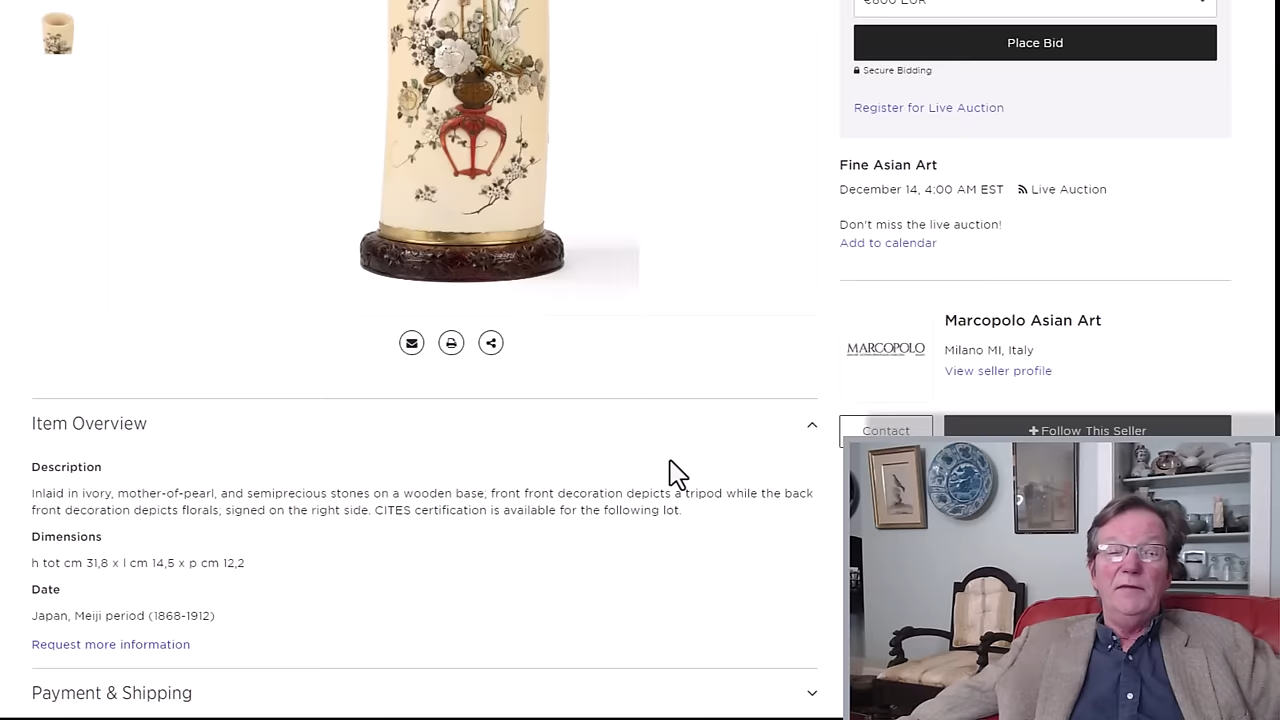 €800 EUR
Place Bid
Secure Bidding
Register for Live Auction
Fine Asian Art
December 14, 4:00 AM EST Live Auction
Don't miss the live auction!
Add to calendar
MARCOPOLO
Marcopolo Asian Art
Milano MI, Italy
View seller profile
Contact
Follow This Seller
Item Overview
Description
Inlaid in ivory, mother-of-pearl, and semiprecious stones on a wooden base; front front decoration depicts a tripod while the back
front decoration depicts florals; signed on the right side. CITES certification is available for the following lot.
Dimensions
h tot cm 31,8 x l cm 14,5 x p cm 12,2
Date
Japan, Meiji period (1868-1912)
Request more information
Payment & Shipping